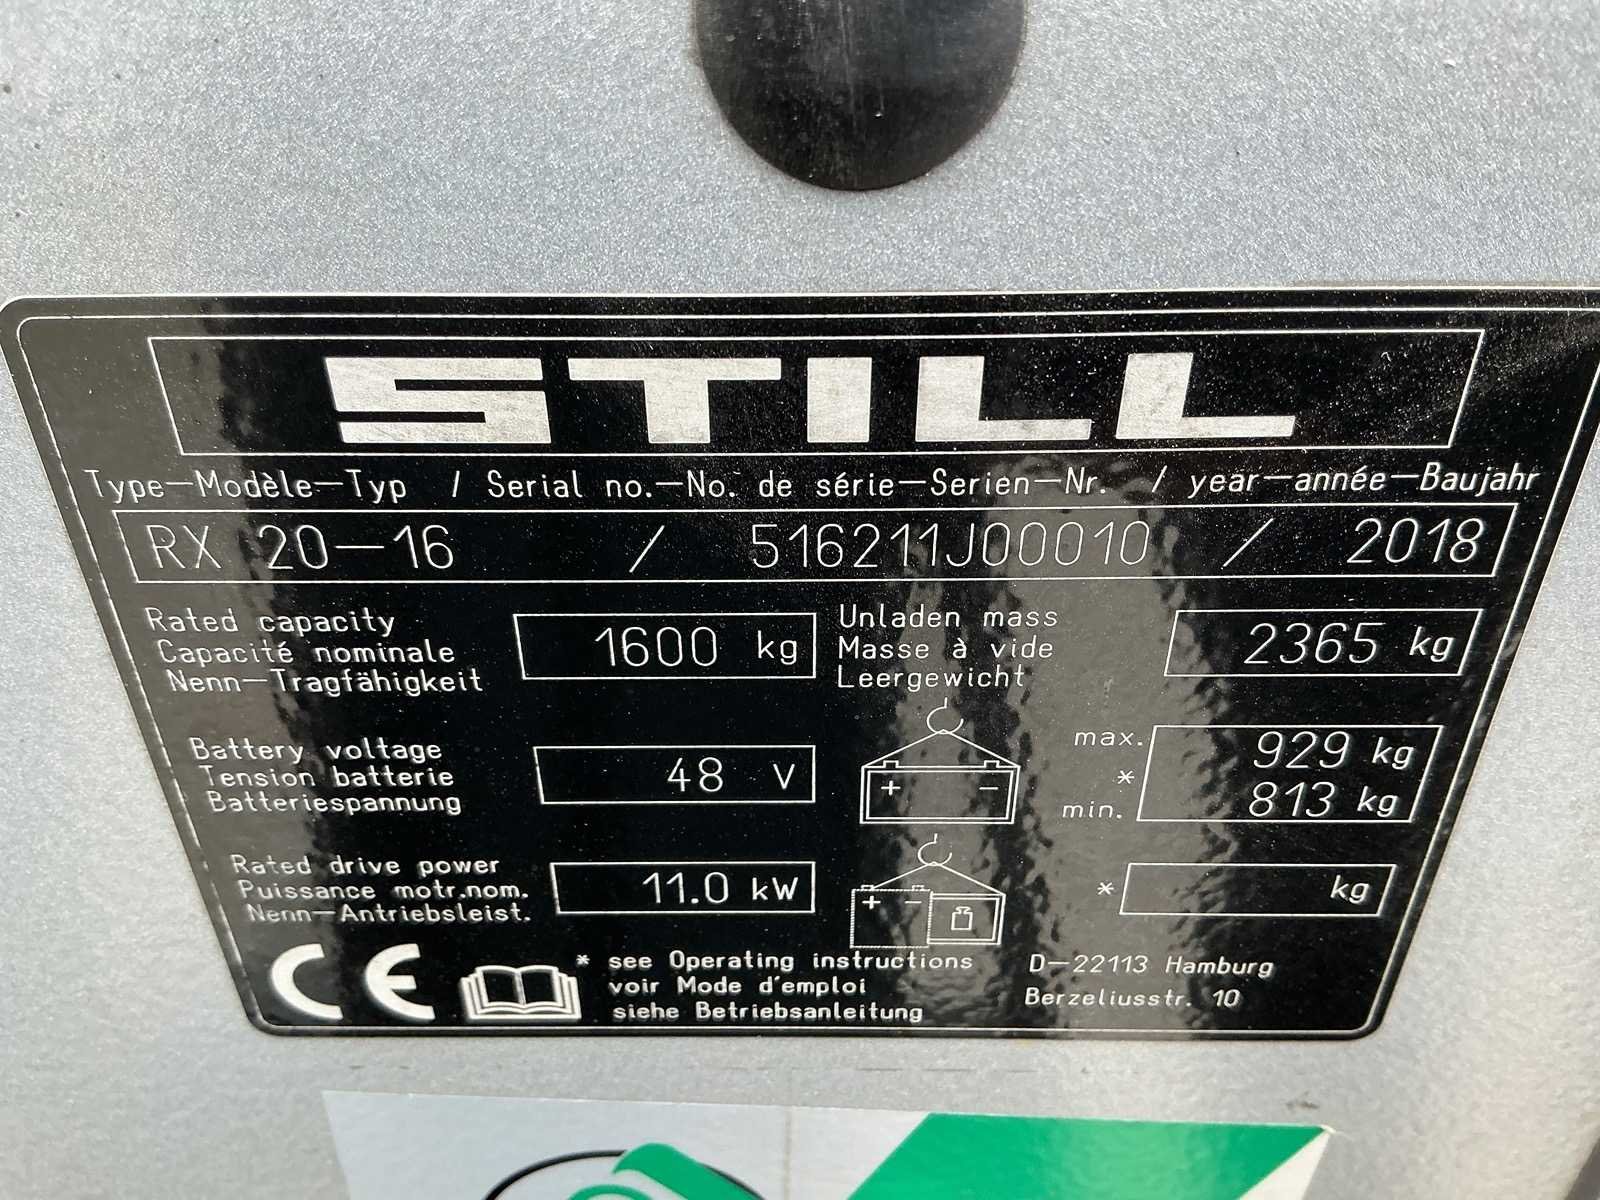 STILL
Type-Modèle-Typ / Serial no.-No. de série-Serien-Nr. / year-année-Baujahr
RX 20-16 / 516211J00010 / 2018
Rated capacity
Capacité nominale
Nenn-Tragfähigkeit
1600 kg
Unladen mass
Masse à vide
Leergewicht
2365 kg
Battery voltage
Tension batterie
Batteriespannung
48 V
+ -
max. 929 kg
*
min. 813 kg
Rated drive power
Puissance motr.nom.
Nenn-Antriebsleist.
11.0 kW
+ -
* kg
CE
* see Operating instructions
voir Mode d'emploi
siehe Betriebsanleitung
D-22113 Hamburg
Berzeliusstr. 10